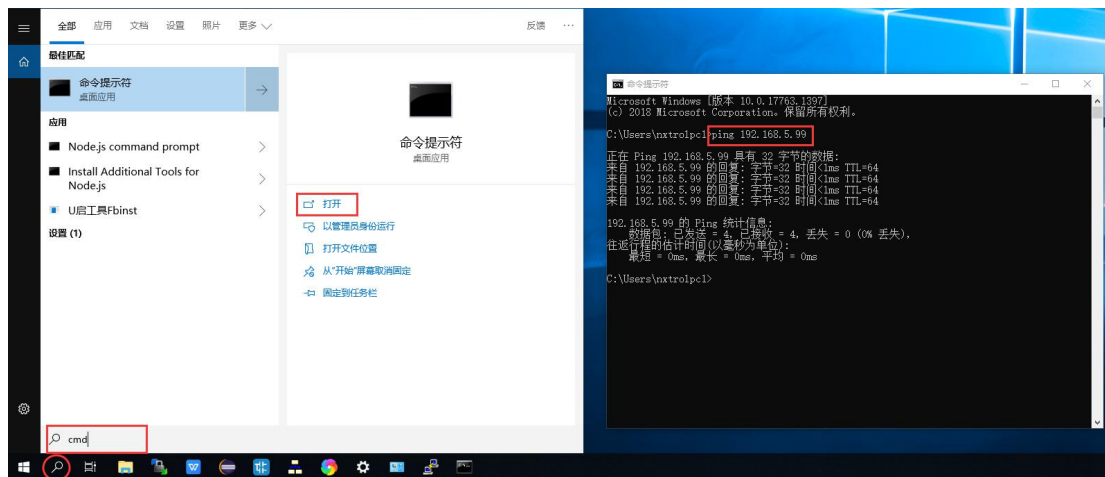 全部 应用 文档 设置 照片 更多 反馈 ...
最佳匹配
命令提示符
桌面应用
应用
Node.js command prompt
Install Additional Tools for
Node.js
U启工具Fbinst
设置 (1)
命令提示符
桌面应用
打开
以管理员身份运行
打开文件位置
从"开始"屏幕取消固定
固定到任务栏
cmd
命令提示符
Microsoft Windows [版本 10.0.17763.1397]
(c) 2018 Microsoft Corporation。保留所有权利。
C:\Users\nxtrolpc1>ping 192.168.5.99
正在 Ping 192.168.5.99 具有 32 字节的数据:
来自 192.168.5.99 的回复: 字节=32 时间<1ms TTL=64
来自 192.168.5.99 的回复: 字节=32 时间<1ms TTL=64
来自 192.168.5.99 的回复: 字节=32 时间<1ms TTL=64
来自 192.168.5.99 的回复: 字节=32 时间<1ms TTL=64
192.168.5.99 的 Ping 统计信息:
数据包: 已发送 = 4, 已接收 = 4, 丢失 = 0 (0% 丢失),
往返行程的估计时间(以毫秒为单位):
最短 = 0ms, 最长 = 0ms, 平均 = 0ms
C:\Users\nxtrolpc1>